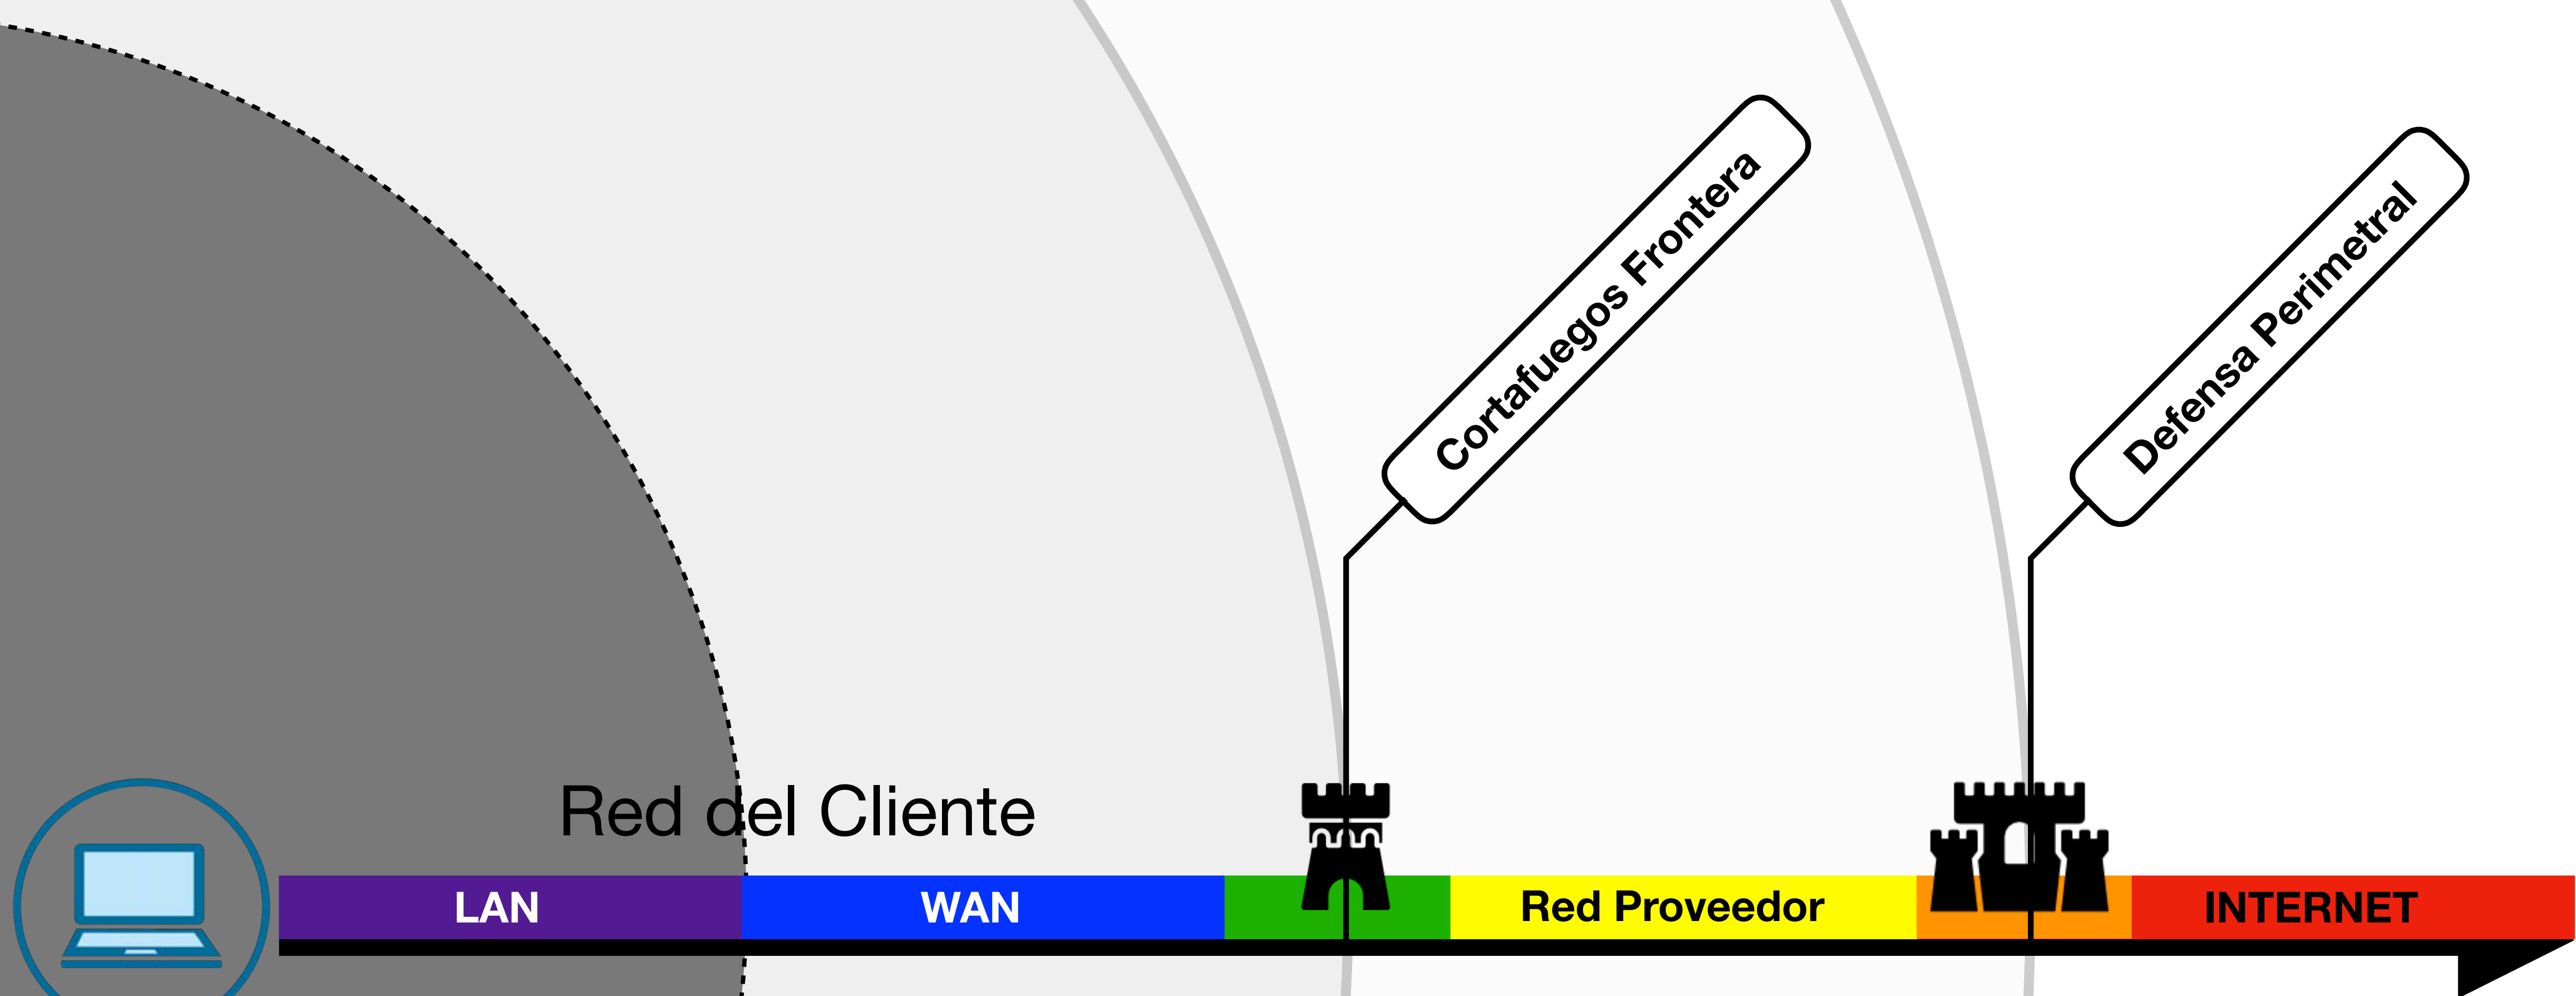 Cortafuegos Frontera
Defensa Perimetral
Red del Cliente
LAN
WAN
Red Proveedor
INTERNET